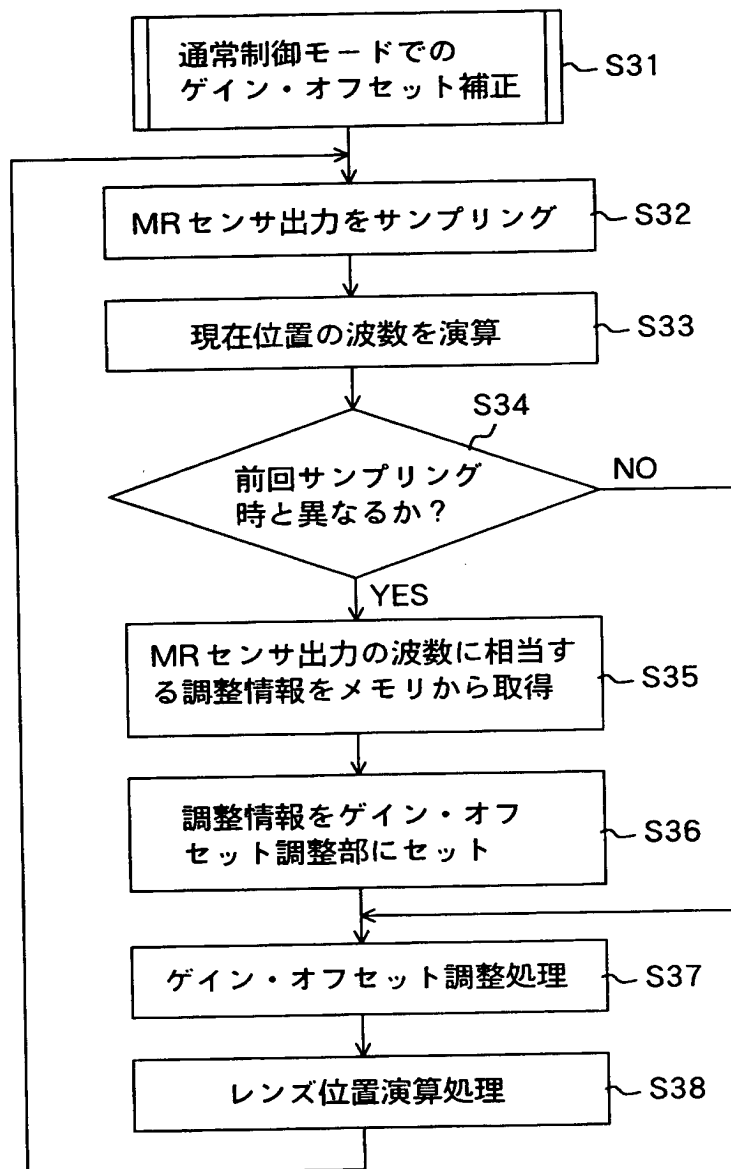 通常制御モードでの
ゲイン・オフセット補正
S31
MRセンサ出力をサンプリング
S32
現在位置の波数を演算
S33
S34
前回サンプリング
時と異なるか？
NO
YES
MRセンサ出力の波数に相当す
る調整情報をメモリから取得
S35
調整情報をゲイン・オフ
セット調整部にセット
S36
ゲイン・オフセット調整処理
S37
レンズ位置演算処理
S38